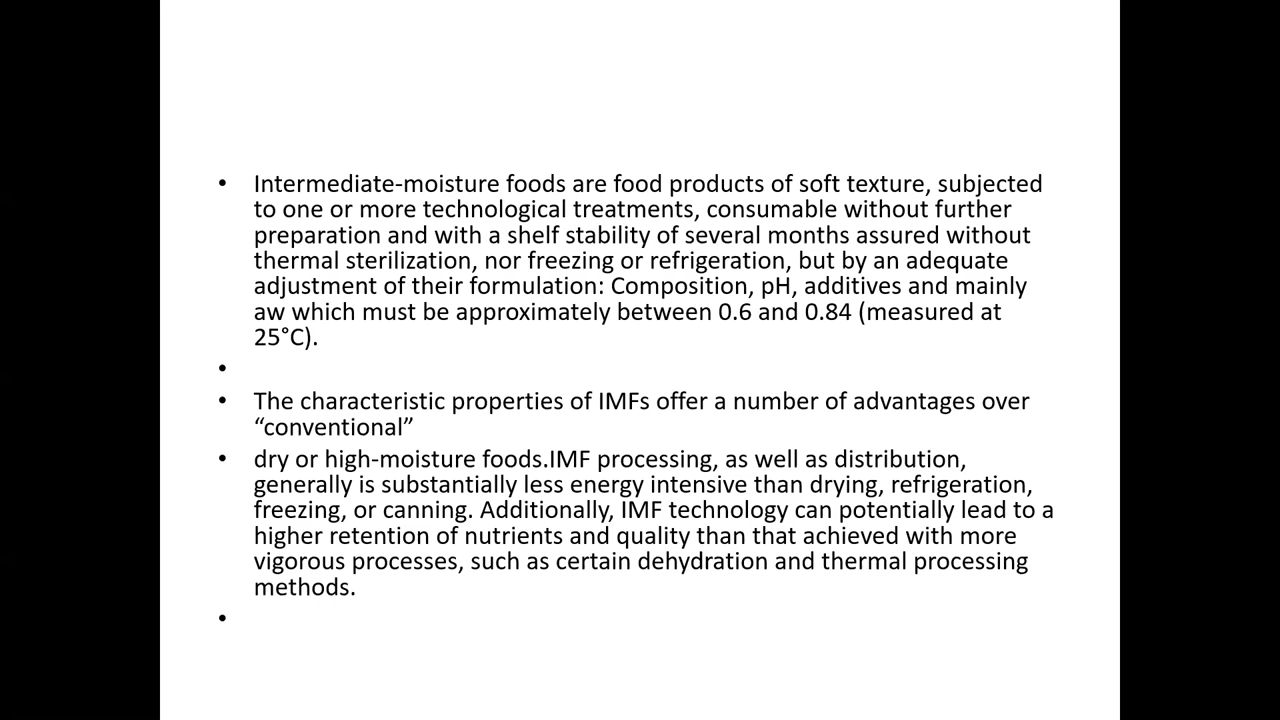 • Intermediate-moisture foods are food products of soft texture, subjected
to one or more technological treatments, consumable without further
preparation and with a shelf stability of several months assured without
thermal sterilization, nor freezing or refrigeration, but by an adequate
adjustment of their formulation: Composition, pH, additives and mainly
aw which must be approximately between 0.6 and 0.84 (measured at
25°C).
•
• The characteristic properties of IMFs offer a number of advantages over
“conventional”
• dry or high-moisture foods.IMF processing, as well as distribution,
generally is substantially less energy intensive than drying, refrigeration,
freezing, or canning. Additionally, IMF technology can potentially lead to a
higher retention of nutrients and quality than that achieved with more
vigorous processes, such as certain dehydration and thermal processing
methods.
•